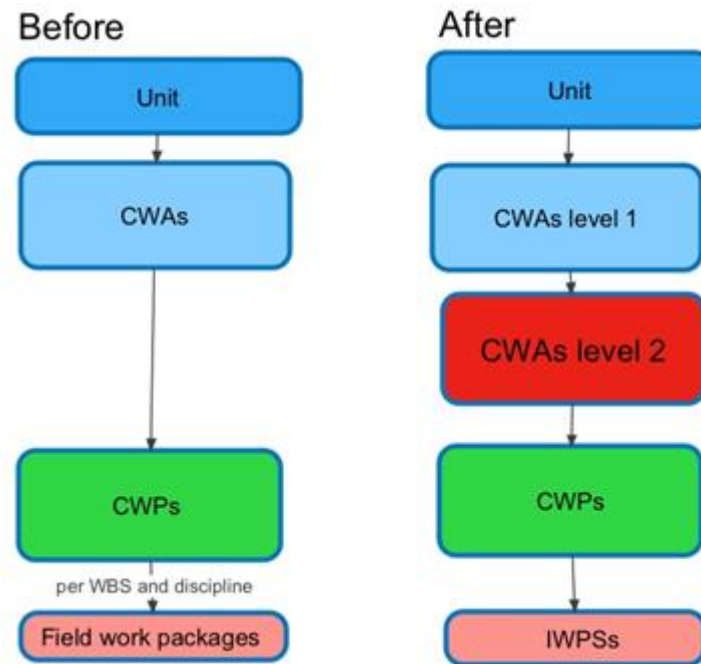 Before
Unit
CWAs
CWPs
per WBS and discipline
Field work packages
After
Unit
CWAs level 1
CWAs level 2
CWPs
IWPSs